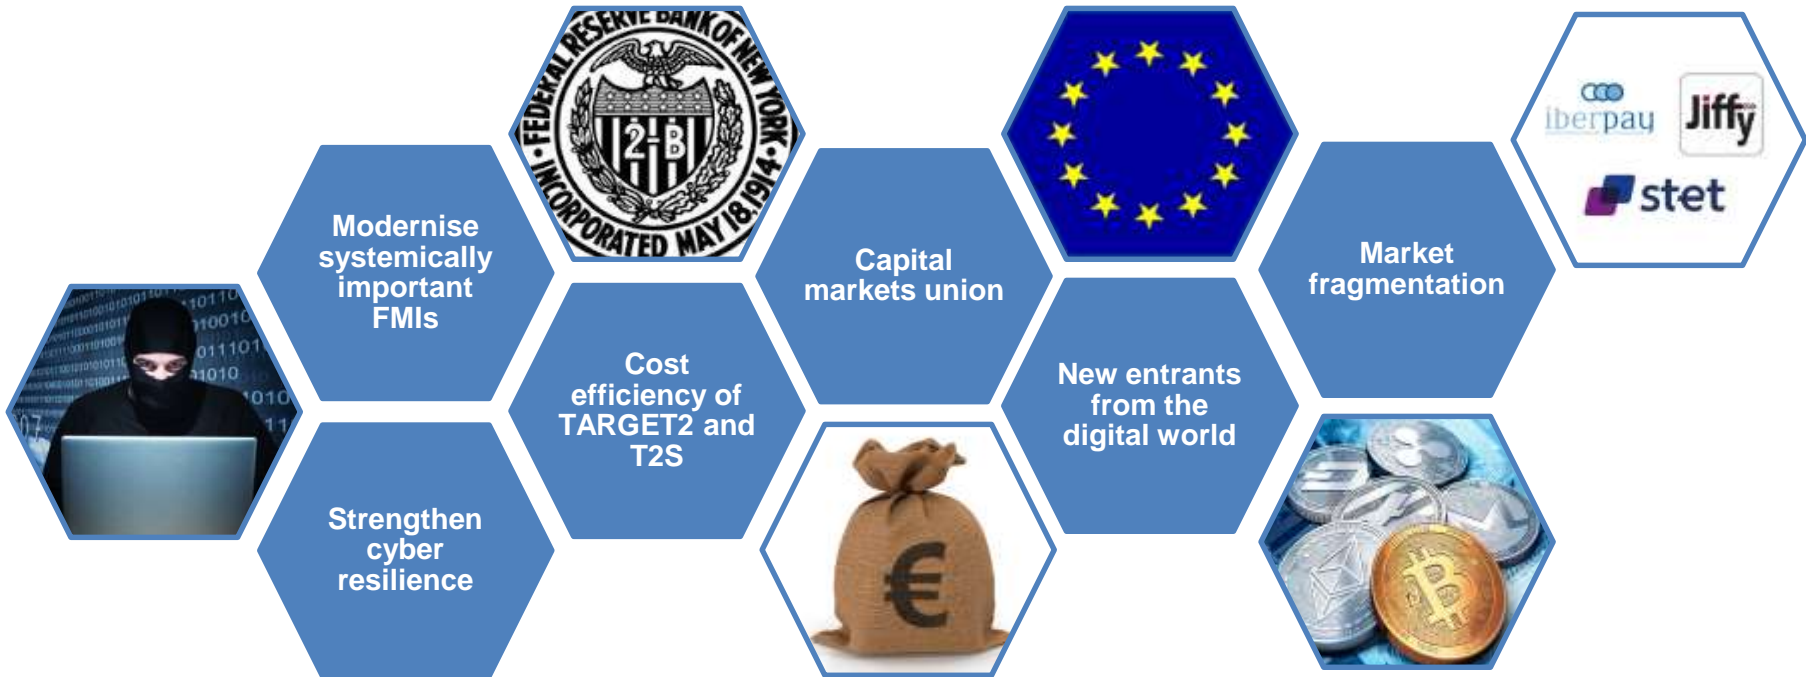 FEDERAL RESERVE BANK OF NEW YORK
2-B
INCORPORATED MAY 18, 1914
Modernise
systemically
important
FMIs
Strengthen
cyber
resilience
Cost
efficiency of
TARGET2 and
T2S
Capital
markets union
€
New entrants
from the
digital world
Market
fragmentation
iberpay
Jiffy
stet